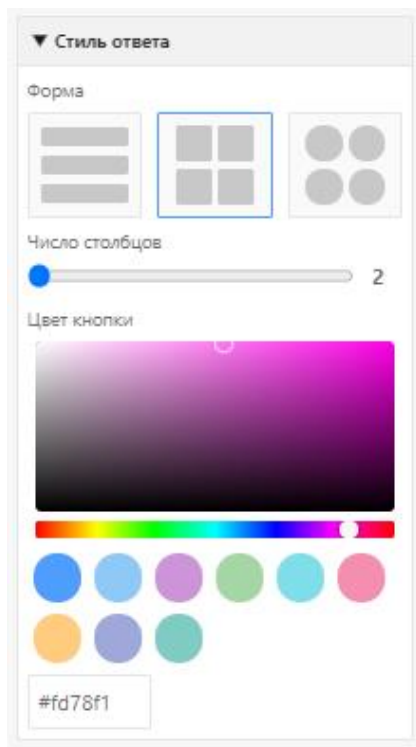 ▼ Стиль ответа
Форма
Число столбцов
2
Цвет кнопки
#fd78f1